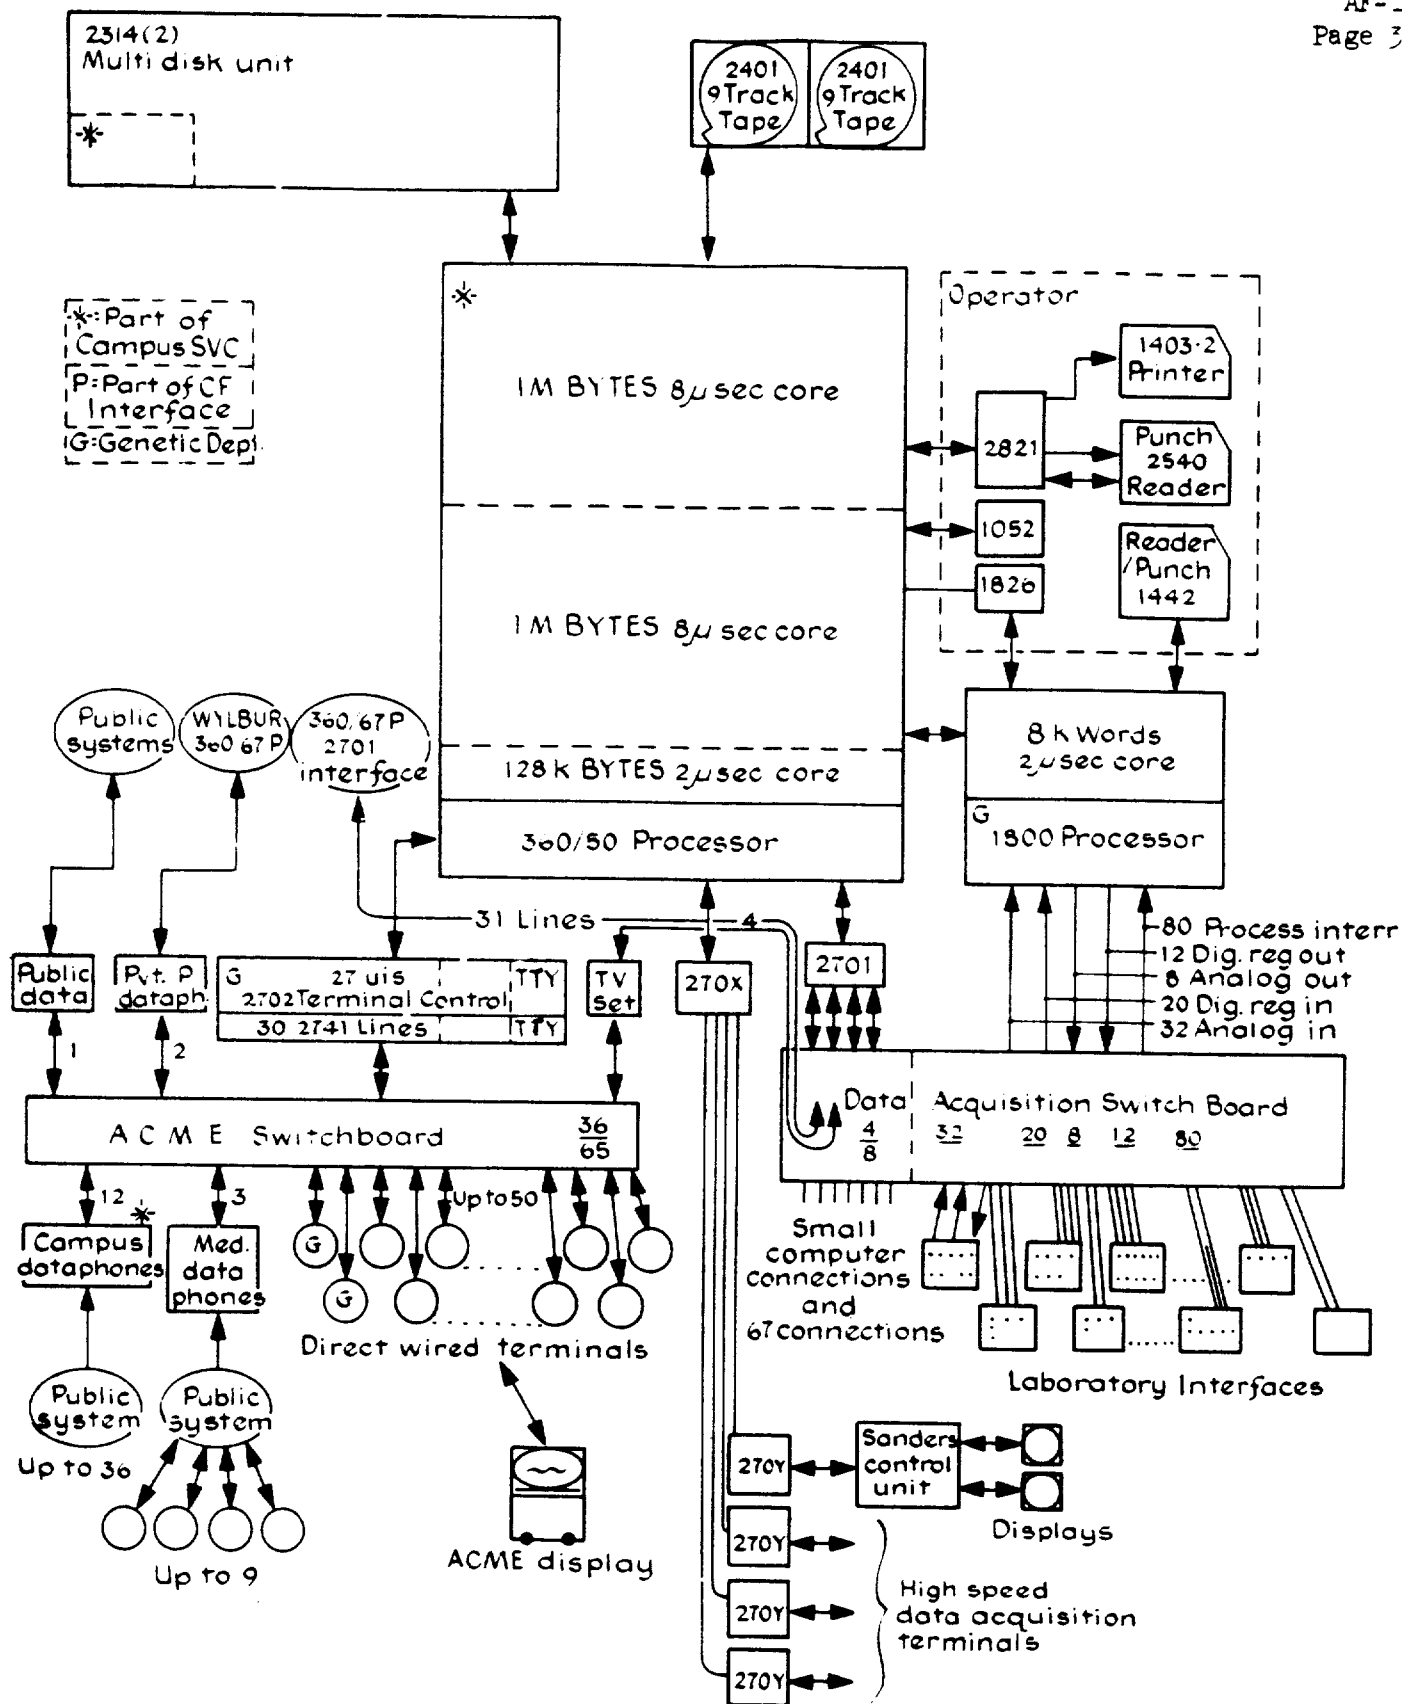 Page 3
2314(2)
Multi disk unit
*
2401
9 Track
Tape
2401
9 Track
Tape
*:Part of
Campus SVC
P:Part of CF
Interface
G:Genetic Dept
*
1M BYTES 8μ sec core
1M BYTES 8μ sec core
128k BYTES 2μsec core
360/50 Processor
Operator
2821
1052
1826
1403-2
Printer
Punch
2540
Reader
Reader
/Punch
1442
8k Words
2μsec core
G
1800 Processor
Public
systems
WYLBUR
360 67 P
360/67 P
2701
interface
31 Lines
4
Public
data
Pvt. P
dataph
G 27 uis TTY
2702 Terminal Control
30 2741 Lines TTY
TV
Set
270X
2701
80 Process interr
12 Dig. reg out
8 Analog out
20 Dig. reg in
32 Analog in
1
2
ACME Switchboard
36
65
Data Acquisition Switch Board
4
8
32 20 8 12 80
12
*
3
Up to 50
Campus
dataphones
Med.
data
phones
G
G
Direct wired terminals
Small
computer
connections
and
67 connections
Laboratory Interfaces
Public
system
Up to 36
Public
system
Up to 9
ACME display
270Y
Sanders
control
unit
Displays
270Y
270Y
270Y
High speed
data acquisition
terminals